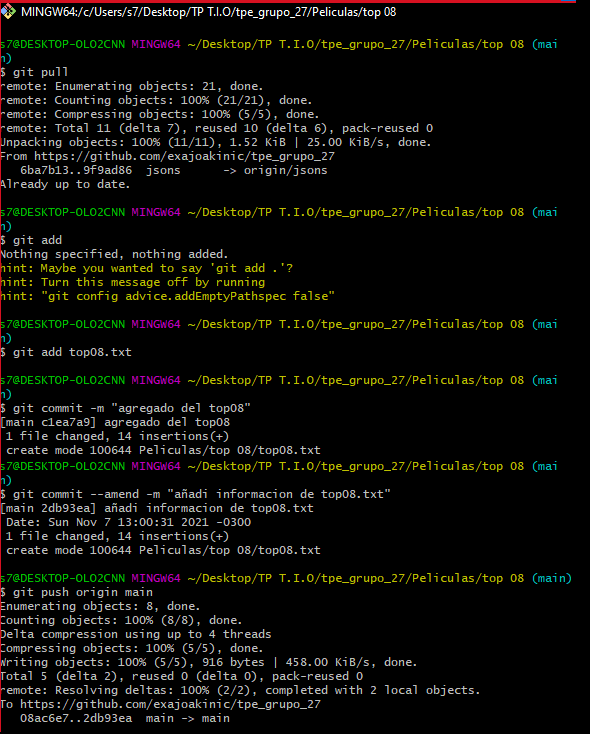 MINGW64:/c/Users/s7/Desktop/TP T.I.O/tpe_grupo_27/Peliculas/top 08
s7@DESKTOP-OLO2CNN MINGW64 ~/Desktop/TP T.I.O/tpe_grupo_27/Peliculas/top 08 (mai
n)
$ git pull
remote: Enumerating objects: 21, done.
remote: Counting objects: 100% (21/21), done.
remote: Compressing objects: 100% (5/5), done.
remote: Total 11 (delta 7), reused 10 (delta 6), pack-reused 0
Unpacking objects: 100% (11/11), 1.52 KiB | 25.00 KiB/s, done.
From https://github.com/exajoakinic/tpe_grupo_27
   6ba7b13..9f9ad86  jsons      -> origin/jsons
Already up to date.
s7@DESKTOP-OLO2CNN MINGW64 ~/Desktop/TP T.I.O/tpe_grupo_27/Peliculas/top 08 (mai
n)
$ git add
Nothing specified, nothing added.
hint: Maybe you wanted to say 'git add .'?
hint: Turn this message off by running
hint: "git config advice.addEmptyPathspec false"
s7@DESKTOP-OLO2CNN MINGW64 ~/Desktop/TP T.I.O/tpe_grupo_27/Peliculas/top 08 (mai
n)
$ git add top08.txt
s7@DESKTOP-OLO2CNN MINGW64 ~/Desktop/TP T.I.O/tpe_grupo_27/Peliculas/top 08 (mai
n)
$ git commit -m "agregado del top08"
[main c1ea7a9] agregado del top08
 1 file changed, 14 insertions(+)
 create mode 100644 Peliculas/top 08/top08.txt
s7@DESKTOP-OLO2CNN MINGW64 ~/Desktop/TP T.I.O/tpe_grupo_27/Peliculas/top 08 (mai
n)
$ git commit --amend -m "añadi informacion de top08.txt"
[main 2db93ea] añadi informacion de top08.txt
 Date: Sun Nov 7 13:00:31 2021 -0300
 1 file changed, 14 insertions(+)
 create mode 100644 Peliculas/top 08/top08.txt
s7@DESKTOP-OLO2CNN MINGW64 ~/Desktop/TP T.I.O/tpe_grupo_27/Peliculas/top 08 (main)
$ git push origin main
Enumerating objects: 8, done.
Counting objects: 100% (8/8), done.
Delta compression using up to 4 threads
Compressing objects: 100% (5/5), done.
Writing objects: 100% (5/5), 916 bytes | 458.00 KiB/s, done.
Total 5 (delta 2), reused 0 (delta 0), pack-reused 0
remote: Resolving deltas: 100% (2/2), completed with 2 local objects.
To https://github.com/exajoakinic/tpe_grupo_27
   08ac6e7..2db93ea  main -> main